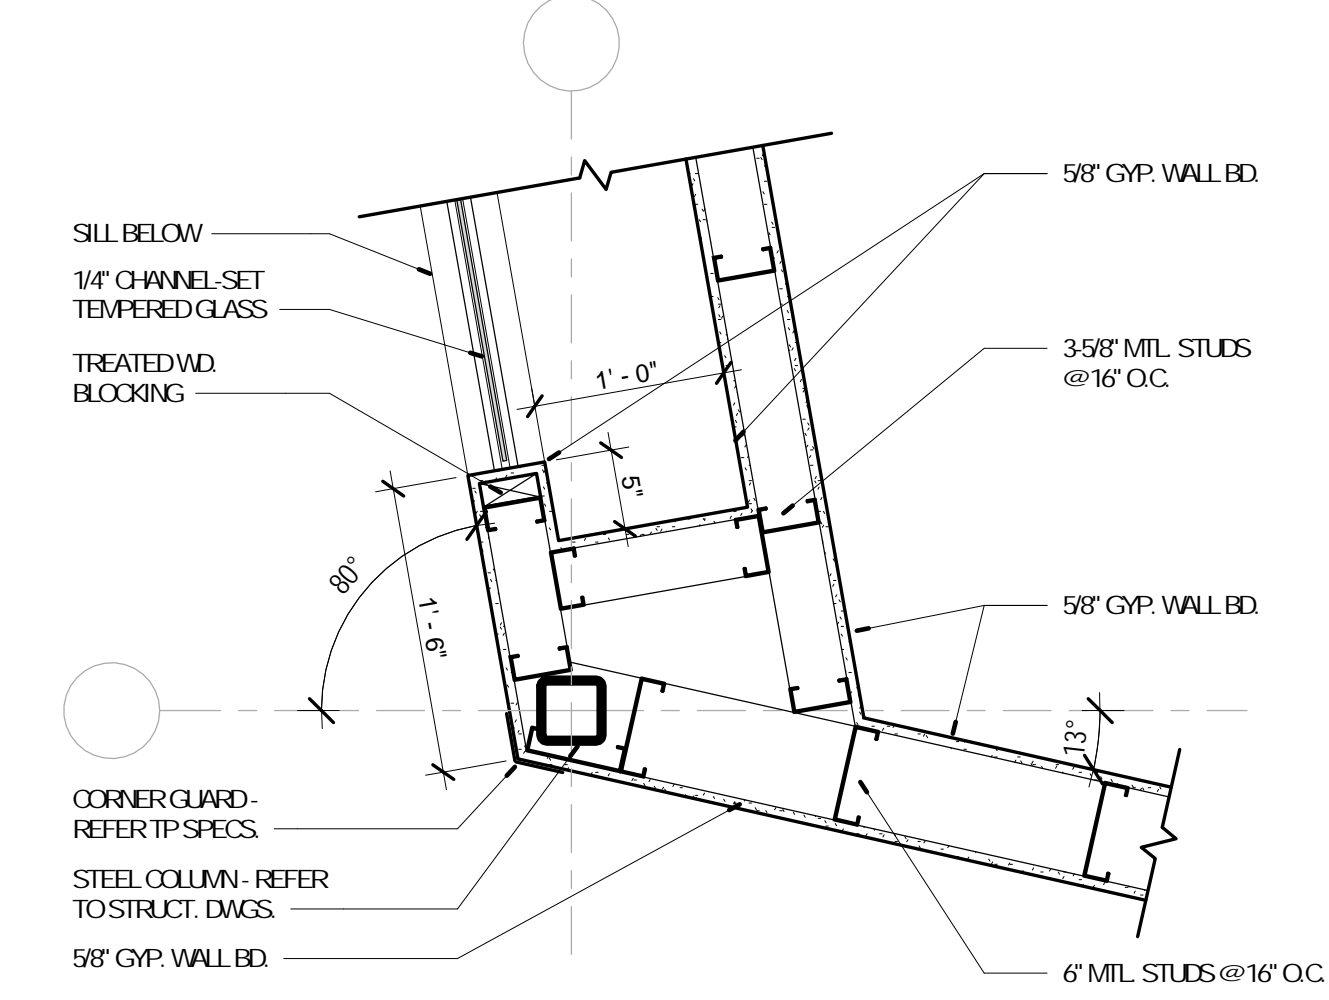 5/8" GYP. WALL BD.
SILL BELOW
1/4" CHANNEL-SET
TEMPERED GLASS
TREATED WD.
BLOCKING
3-5/8" MTL. STUDS
@ 16" O.C.
1' - 0"
5"
80°
1' - 6"
5/8" GYP. WALL BD.
13°
CORNER GUARD -
REFER TP SPECS.
STEEL COLUMN - REFER
TO STRUCT. DWGS.
5/8" GYP. WALL BD.
6" MTL. STUDS @ 16" O.C.